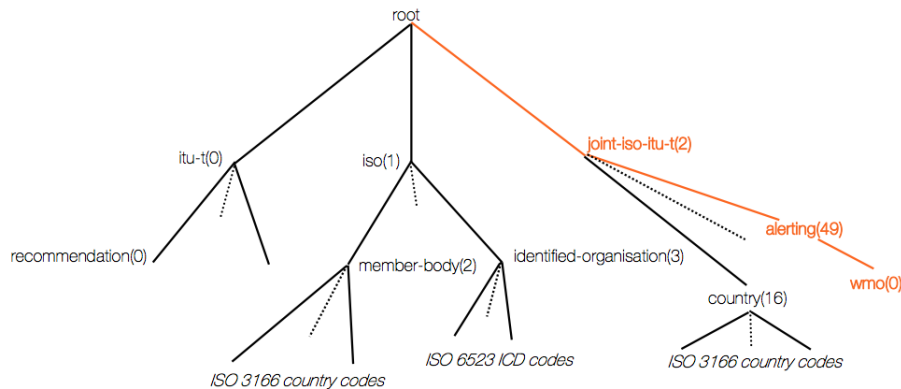 root
itu-t(0)
iso(1)
joint-iso-itu-t(2)
recommendation(0)
member-body(2)
identified-organisation(3)
alerting(49)
wmo(0)
country(16)
ISO 3166 country codes
ISO 6523 ICD codes
ISO 3166 country codes